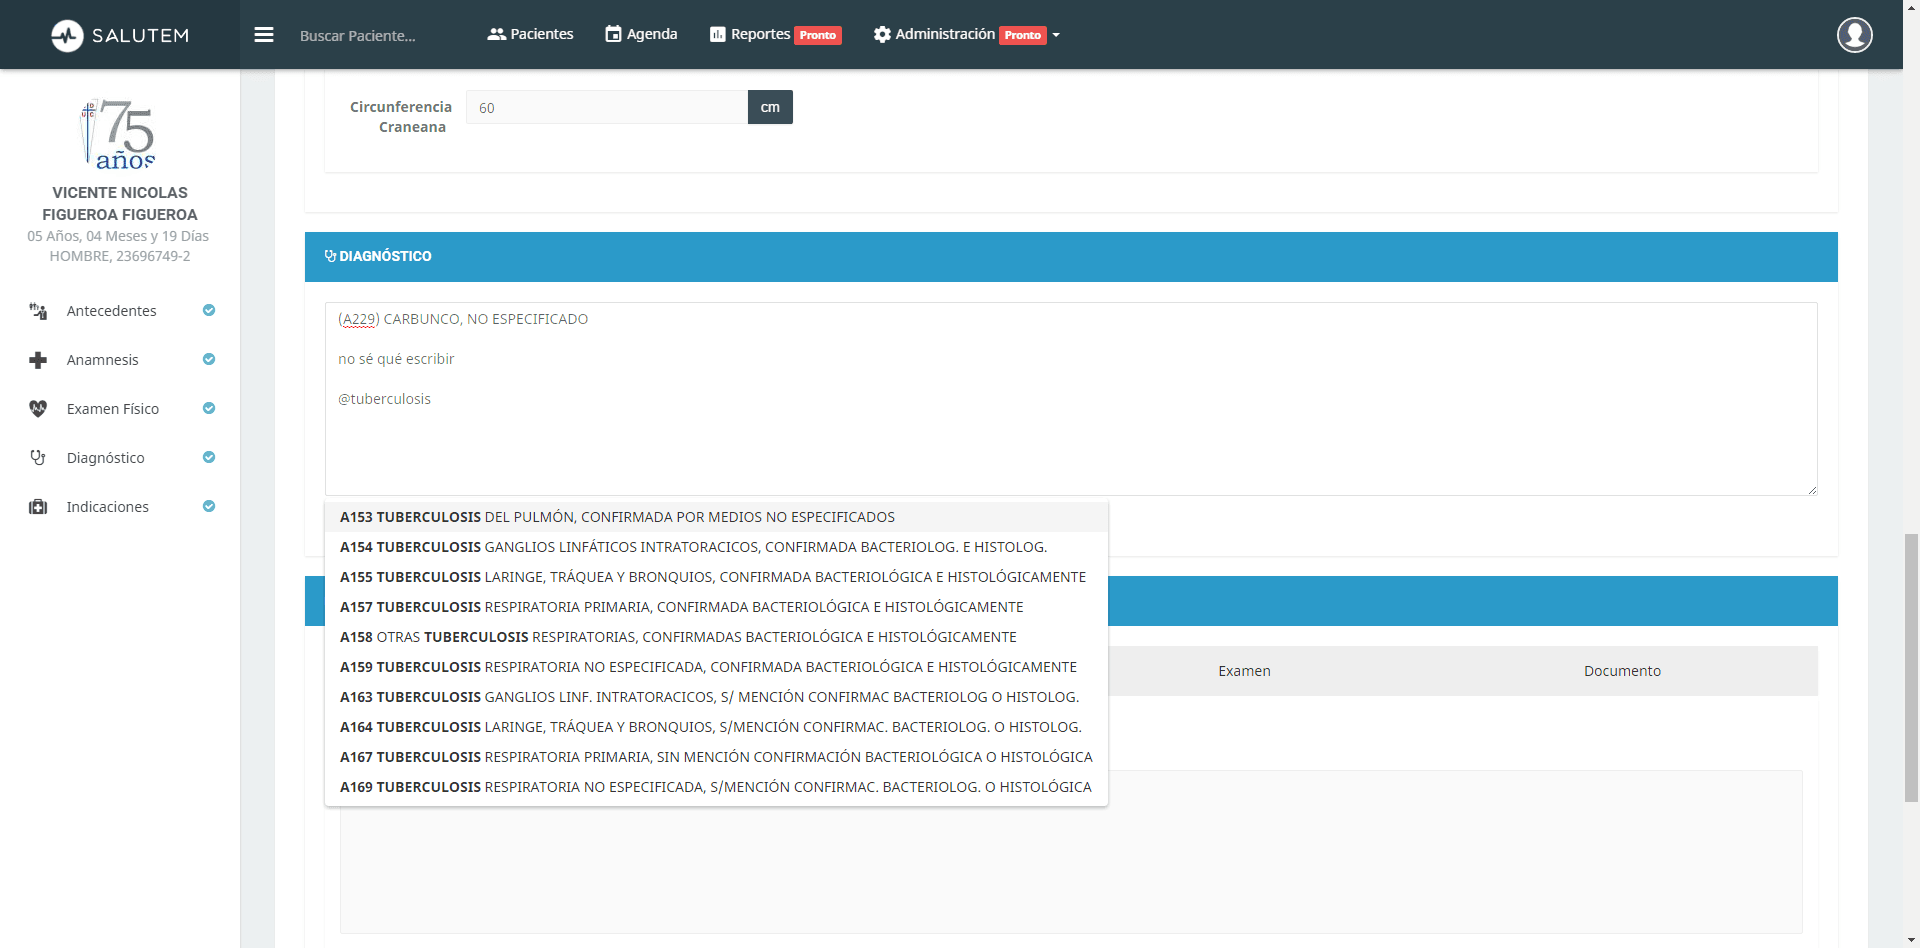 SALUTEM
Buscar Paciente...
Pacientes
Agenda
Reportes Pronto
Administración Pronto
D
U C
75
años
VICENTE NICOLAS
FIGUEROA FIGUEROA
05 Años, 04 Meses y 19 Días
HOMBRE, 23696749-2
Antecedentes
Anamnesis
Examen Físico
Diagnóstico
Indicaciones
Circunferencia
Craneana
60
cm
DIAGNÓSTICO
(A229) CARBUNCO, NO ESPECIFICADO
no sé qué escribir
@tuberculosis
A153 TUBERCULOSIS DEL PULMÓN, CONFIRMADA POR MEDIOS NO ESPECIFICADOS
A154 TUBERCULOSIS GANGLIOS LINFÁTICOS INTRATORACICOS, CONFIRMADA BACTERIOLOG. E HISTOLOG.
A155 TUBERCULOSIS LARINGE, TRÁQUEA Y BRONQUIOS, CONFIRMADA BACTERIOLÓGICA E HISTOLÓGICAMENTE
A157 TUBERCULOSIS RESPIRATORIA PRIMARIA, CONFIRMADA BACTERIOLÓGICA E HISTOLÓGICAMENTE
A158 OTRAS TUBERCULOSIS RESPIRATORIAS, CONFIRMADAS BACTERIOLÓGICA E HISTOLÓGICAMENTE
A159 TUBERCULOSIS RESPIRATORIA NO ESPECIFICADA, CONFIRMADA BACTERIOLÓGICA E HISTOLÓGICAMENTE
A163 TUBERCULOSIS GANGLIOS LINF. INTRATORACICOS, S/ MENCIÓN CONFIRMAC BACTERIOLOG O HISTOLOG.
A164 TUBERCULOSIS LARINGE, TRÁQUEA Y BRONQUIOS, S/MENCIÓN CONFIRMAC. BACTERIOLOG. O HISTOLOG.
A167 TUBERCULOSIS RESPIRATORIA PRIMARIA, SIN MENCIÓN CONFIRMACIÓN BACTERIOLÓGICA O HISTOLÓGICA
A169 TUBERCULOSIS RESPIRATORIA NO ESPECIFICADA, S/MENCIÓN CONFIRMAC. BACTERIOLOG. O HISTOLÓGICA
Examen
Documento